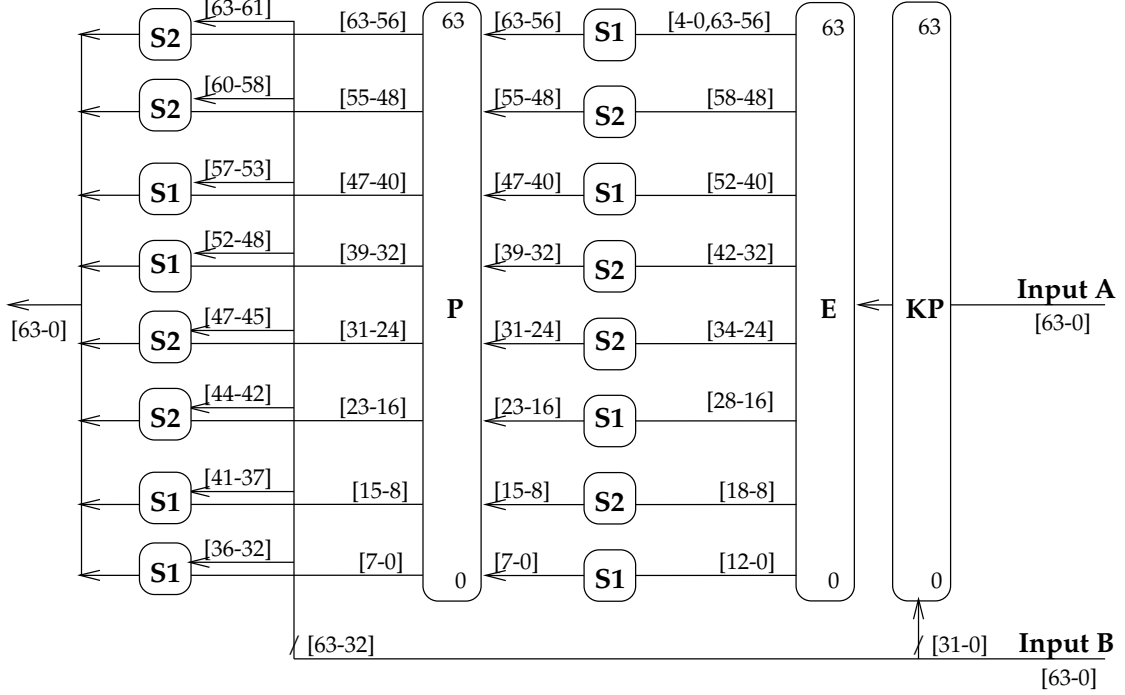 [63-61] [63-56] 63 [63-56] S1 [4-0,63-56] 63 63
S2
[60-58] [55-48] [55-48] [58-48]
S2 S2
[57-53] [47-40] [47-40] [52-40]
S1 S1
[52-48] [39-32] [39-32] [42-32]
S1 S2
Input A
[63-0] P E KP [63-0]
[47-45] [31-24] [31-24] [34-24]
S2 S2
[44-42] [23-16] [23-16] [28-16]
S2 S1
[41-37] [15-8] [15-8] [18-8]
S1 S2
[36-32] [7-0] [7-0] [12-0]
S1 0 S1 0 0
/ [63-32] / [31-0] Input B
[63-0]